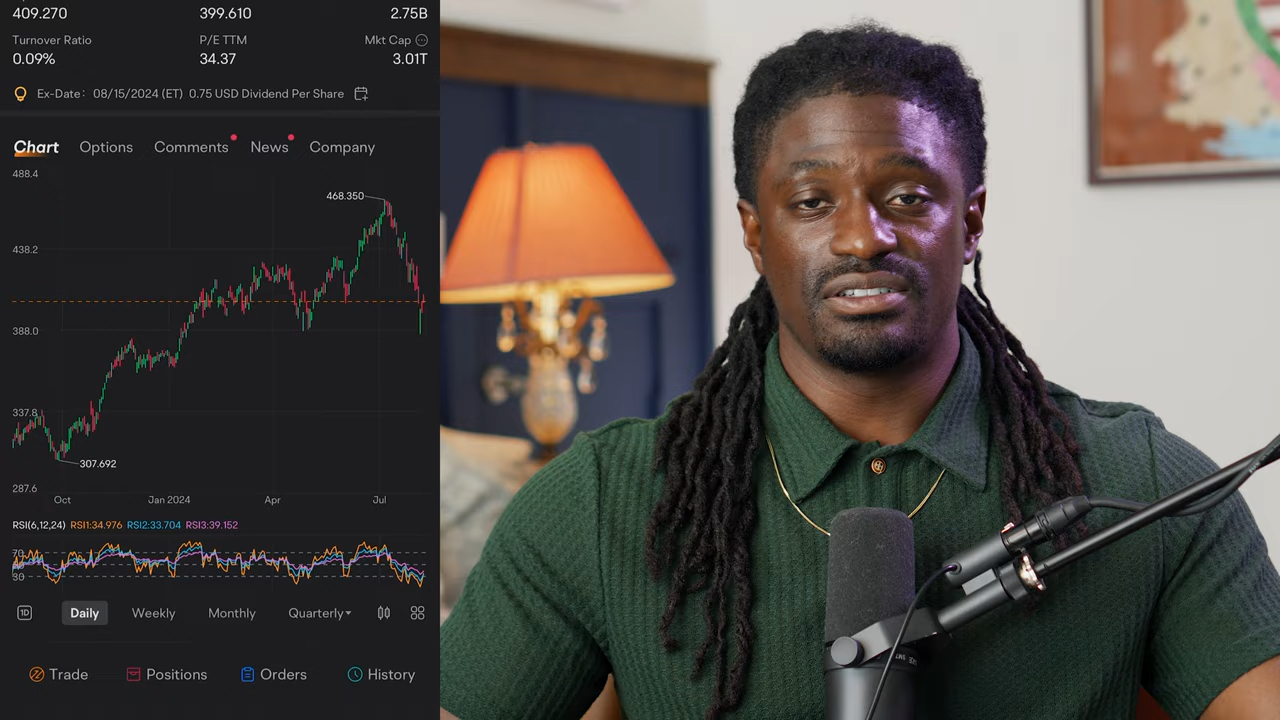 409.270 399.610 2.75B
Turnover Ratio P/E TTM Mkt Cap
0.09% 34.37 3.01T
Ex-Date: 08/15/2024 (ET) 0.75 USD Dividend Per Share
Chart Options Comments News Company
488.4
468.350
438.2
388.0
337.8
307.692
287.6
Oct Jan 2024 Apr Jul
RSI(6,12,24) RSI1:34.976 RSI2:33.704 RSI3:39.152
70
30
1D Daily Weekly Monthly Quarterly
Trade Positions Orders History